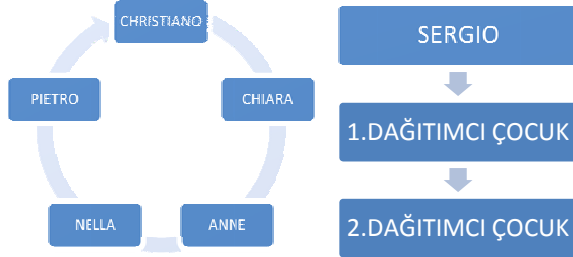 CHRISTIANO
CHIARA
ANNE
NELLA
PIETRO
SERGIO
1.DAĞITIMCI ÇOCUK
2.DAĞITIMCI ÇOCUK